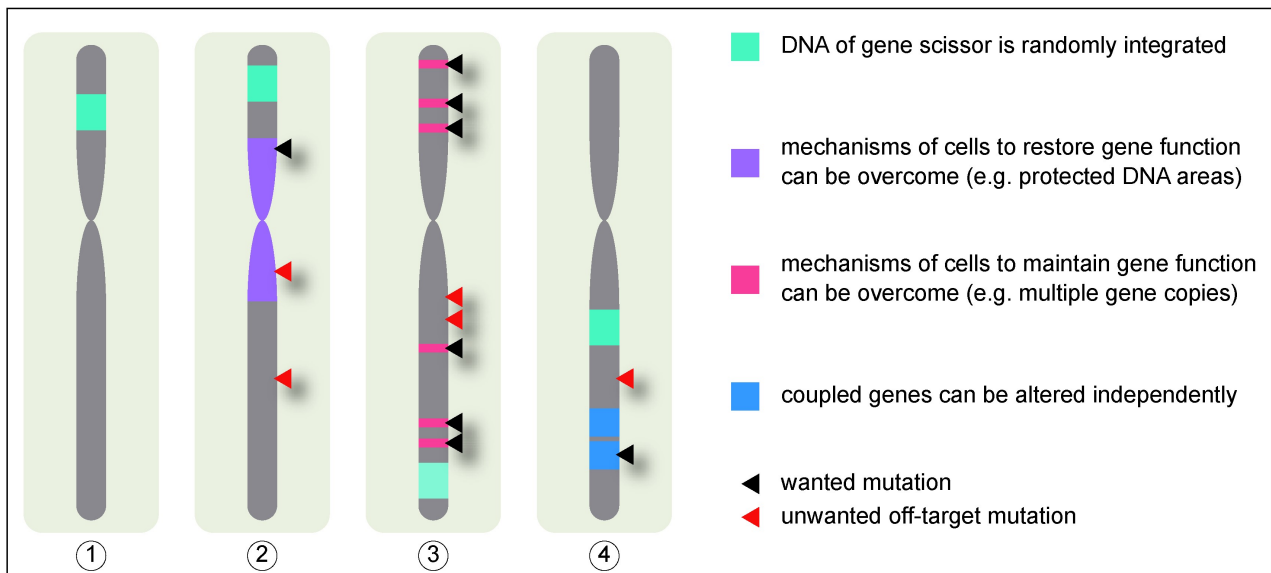 DNA of gene scissor is randomly integrated
mechanisms of cells to restore gene function
can be overcome (e.g. protected DNA areas)
mechanisms of cells to maintain gene function
can be overcome (e.g. multiple gene copies)
coupled genes can be altered independently
wanted mutation
unwanted off-target mutation
1 2 3 4